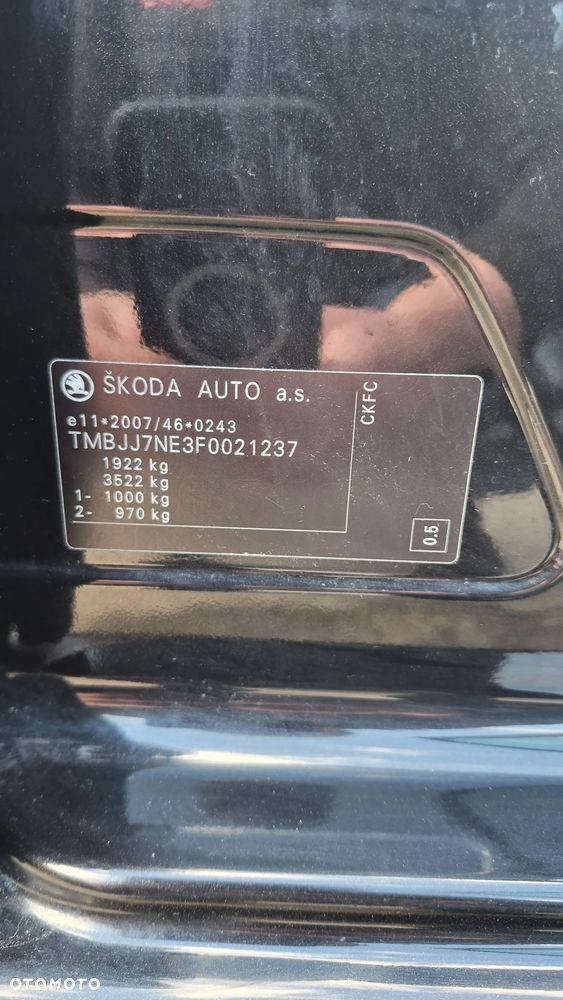 ŠKODA AUTO a.s.
e11*2007/46*0243
TMBJJ7NE3F0021237
1922 kg
3522 kg
1- 1000 kg
2- 970 kg
CKFC
0.5
OTOMOTO